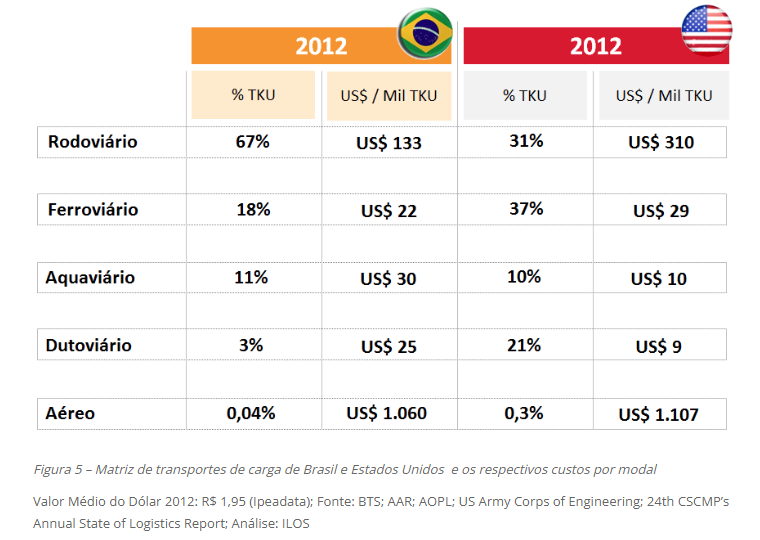 2012 2012
% TKU US$ / Mil TKU % TKU US$ / Mil TKU
Rodoviário 67% US$ 133 31% US$ 310
Ferroviário 18% US$ 22 37% US$ 29
Aquaviário 11% US$ 30 10% US$ 10
Dutoviário 3% US$ 25 21% US$ 9
Aéreo 0,04% US$ 1.060 0,3% US$ 1.107
Figura 5 – Matriz de transportes de carga de Brasil e Estados Unidos e os respectivos custos por modal
Valor Médio do Dólar 2012: R$ 1,95 (Ipeadata); Fonte: BTS; AAR; AOPL; US Army Corps of Engineering; 24th CSCMP’s
Annual State of Logistics Report; Análise: ILOS